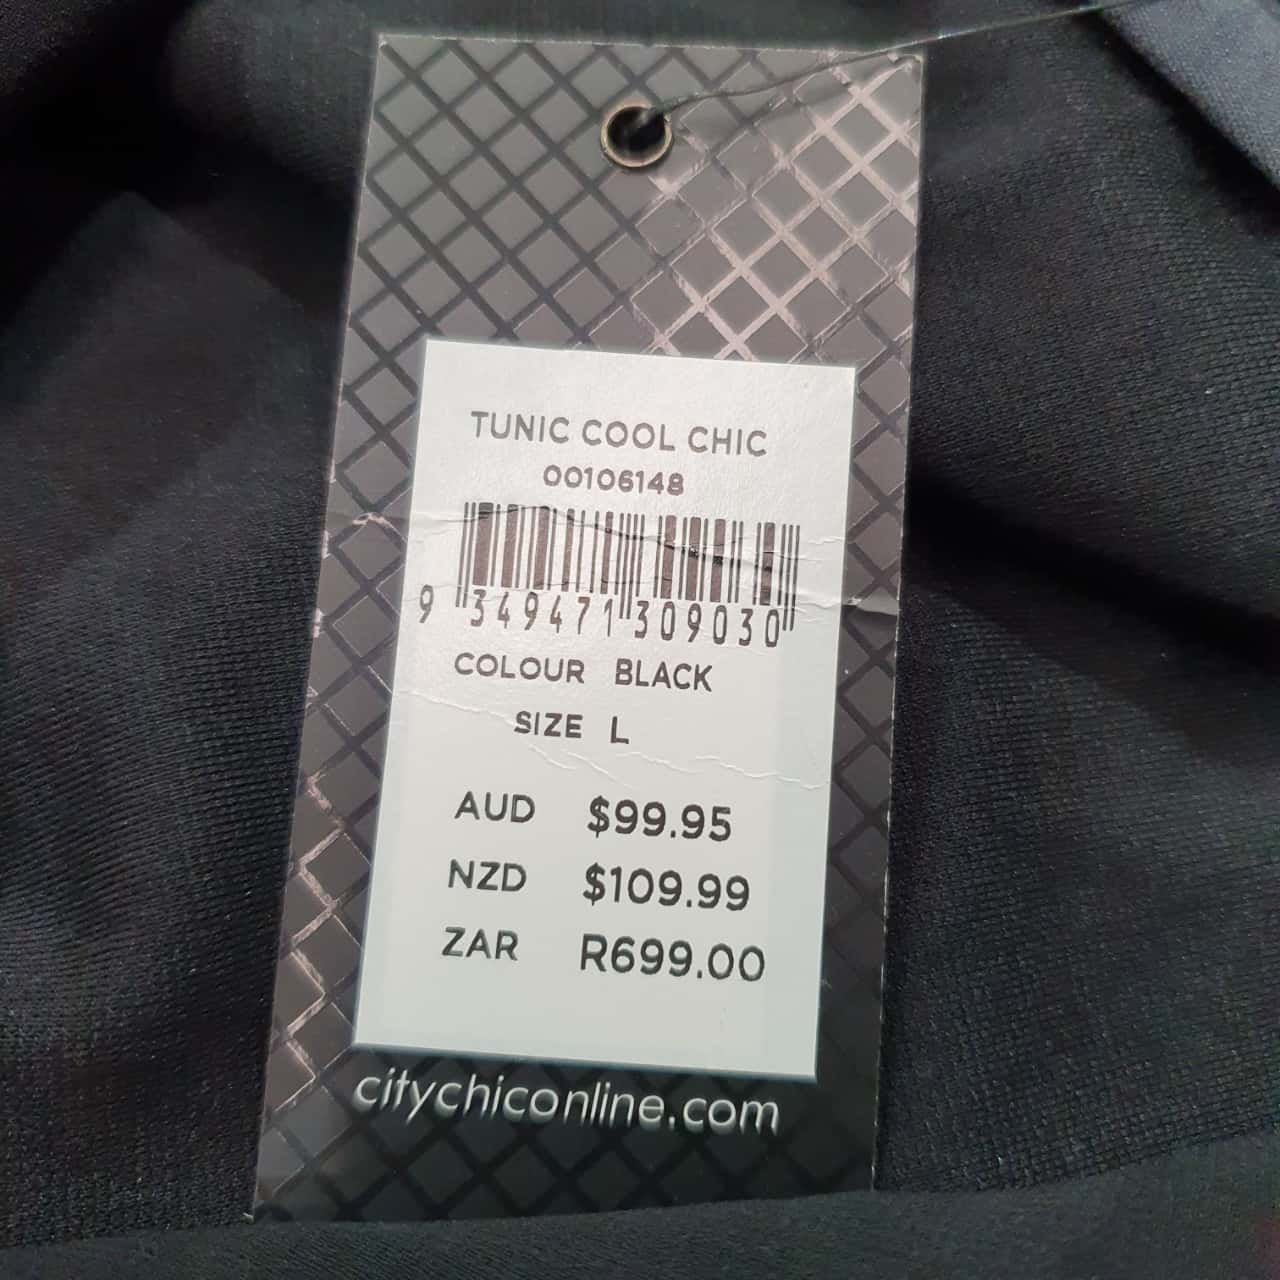 TUNIC COOL CHIC
00106148
9 349471 309030
COLOUR BLACK
SIZE L
AUD $99.95
NZD $109.99
ZAR R699.00
citychiconline.com